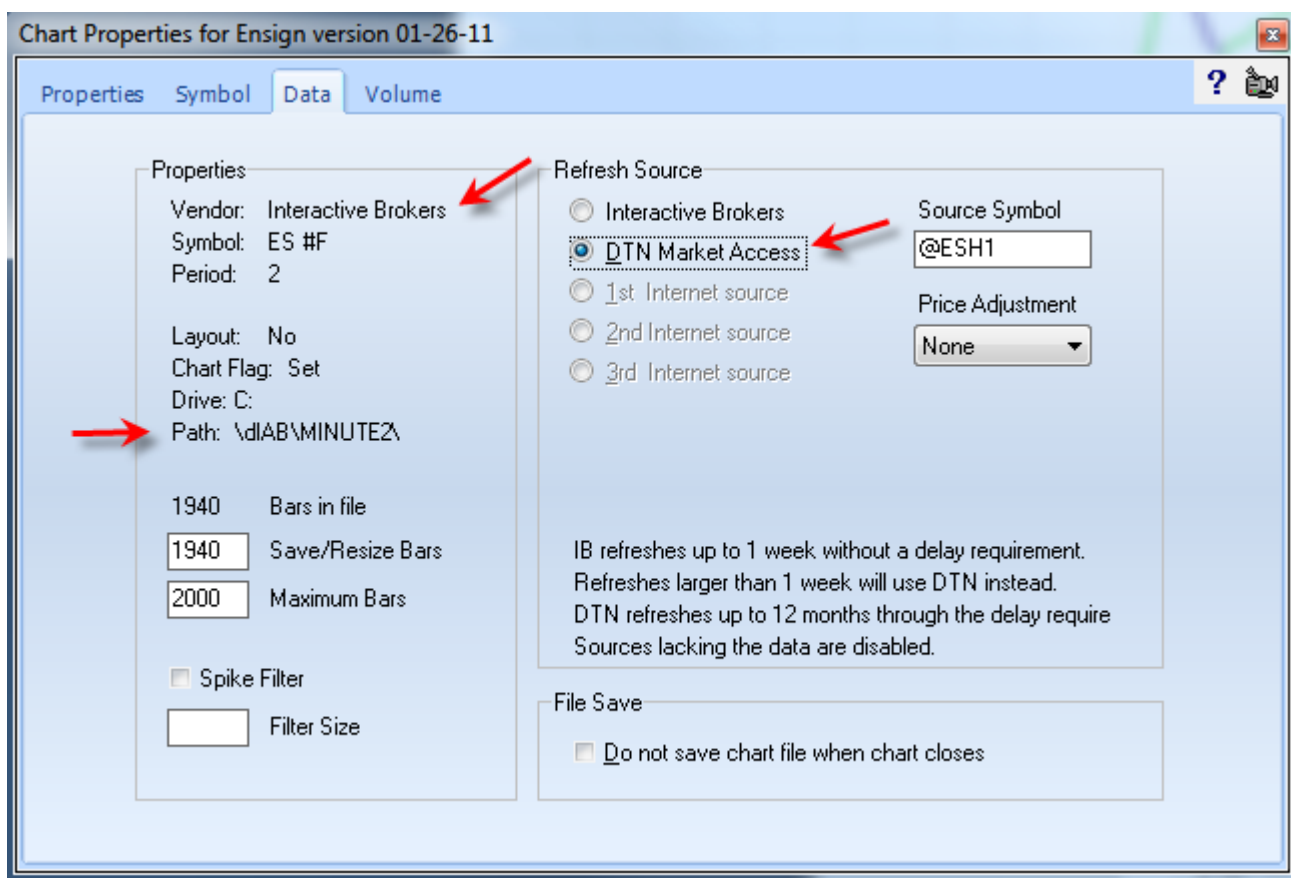 Chart Properties for Ensign version 01-26-11
Properties Symbol Data Volume ?
Properties
Vendor: Interactive Brokers
Symbol: ES #F
Period: 2
Layout: No
Chart Flag: Set
Drive: C:
Path: \dIAB\MINUTE2\
1940 Bars in file
1940 Save/Resize Bars
2000 Maximum Bars
Spike Filter
Filter Size
Refresh Source
Interactive Brokers
DTN Market Access
1st Internet source
2nd Internet source
3rd Internet source
Source Symbol
@ESH1
Price Adjustment
None
IB refreshes up to 1 week without a delay requirement.
Refreshes larger than 1 week will use DTN instead.
DTN refreshes up to 12 months through the delay require
Sources lacking the data are disabled.
File Save
Do not save chart file when chart closes